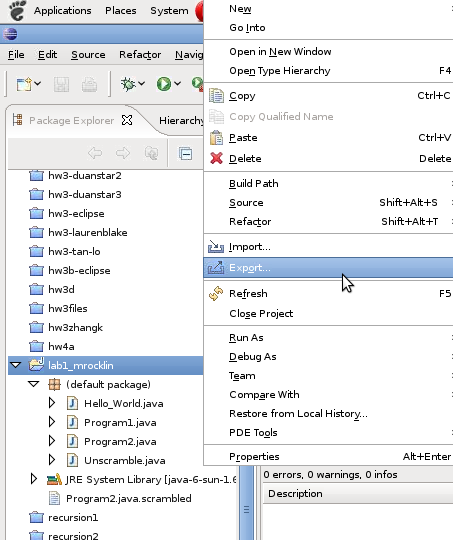 Applications Places System
File Edit Source Refactor Navig
Package Explorer Hierarchy
hw3-duanstar2
hw3-duanstar3
hw3-eclipse
hw3-laurenblake
hw3-tan-lo
hw3b-eclipse
hw3d
hw3files
hw3zhangk
hw4a
lab1_mrocklin
(default package)
Hello_World.java
Program1.java
Program2.java
Unscramble.java
JRE System Library [java-6-sun-1.6
Program2.java.scrambled
recursion1
recursion2
New
Go Into
Open in New Window
Open Type Hierarchy F4
Copy Ctrl+C
Copy Qualified Name
Paste Ctrl+V
Delete Delete
Build Path
Source Shift+Alt+S
Refactor Shift+Alt+T
Import...
Export...
Refresh F5
Close Project
Run As
Debug As
Team
Compare With
Restore from Local History...
PDE Tools
Properties Alt+Enter
0 errors, 0 warnings, 0 infos
Description